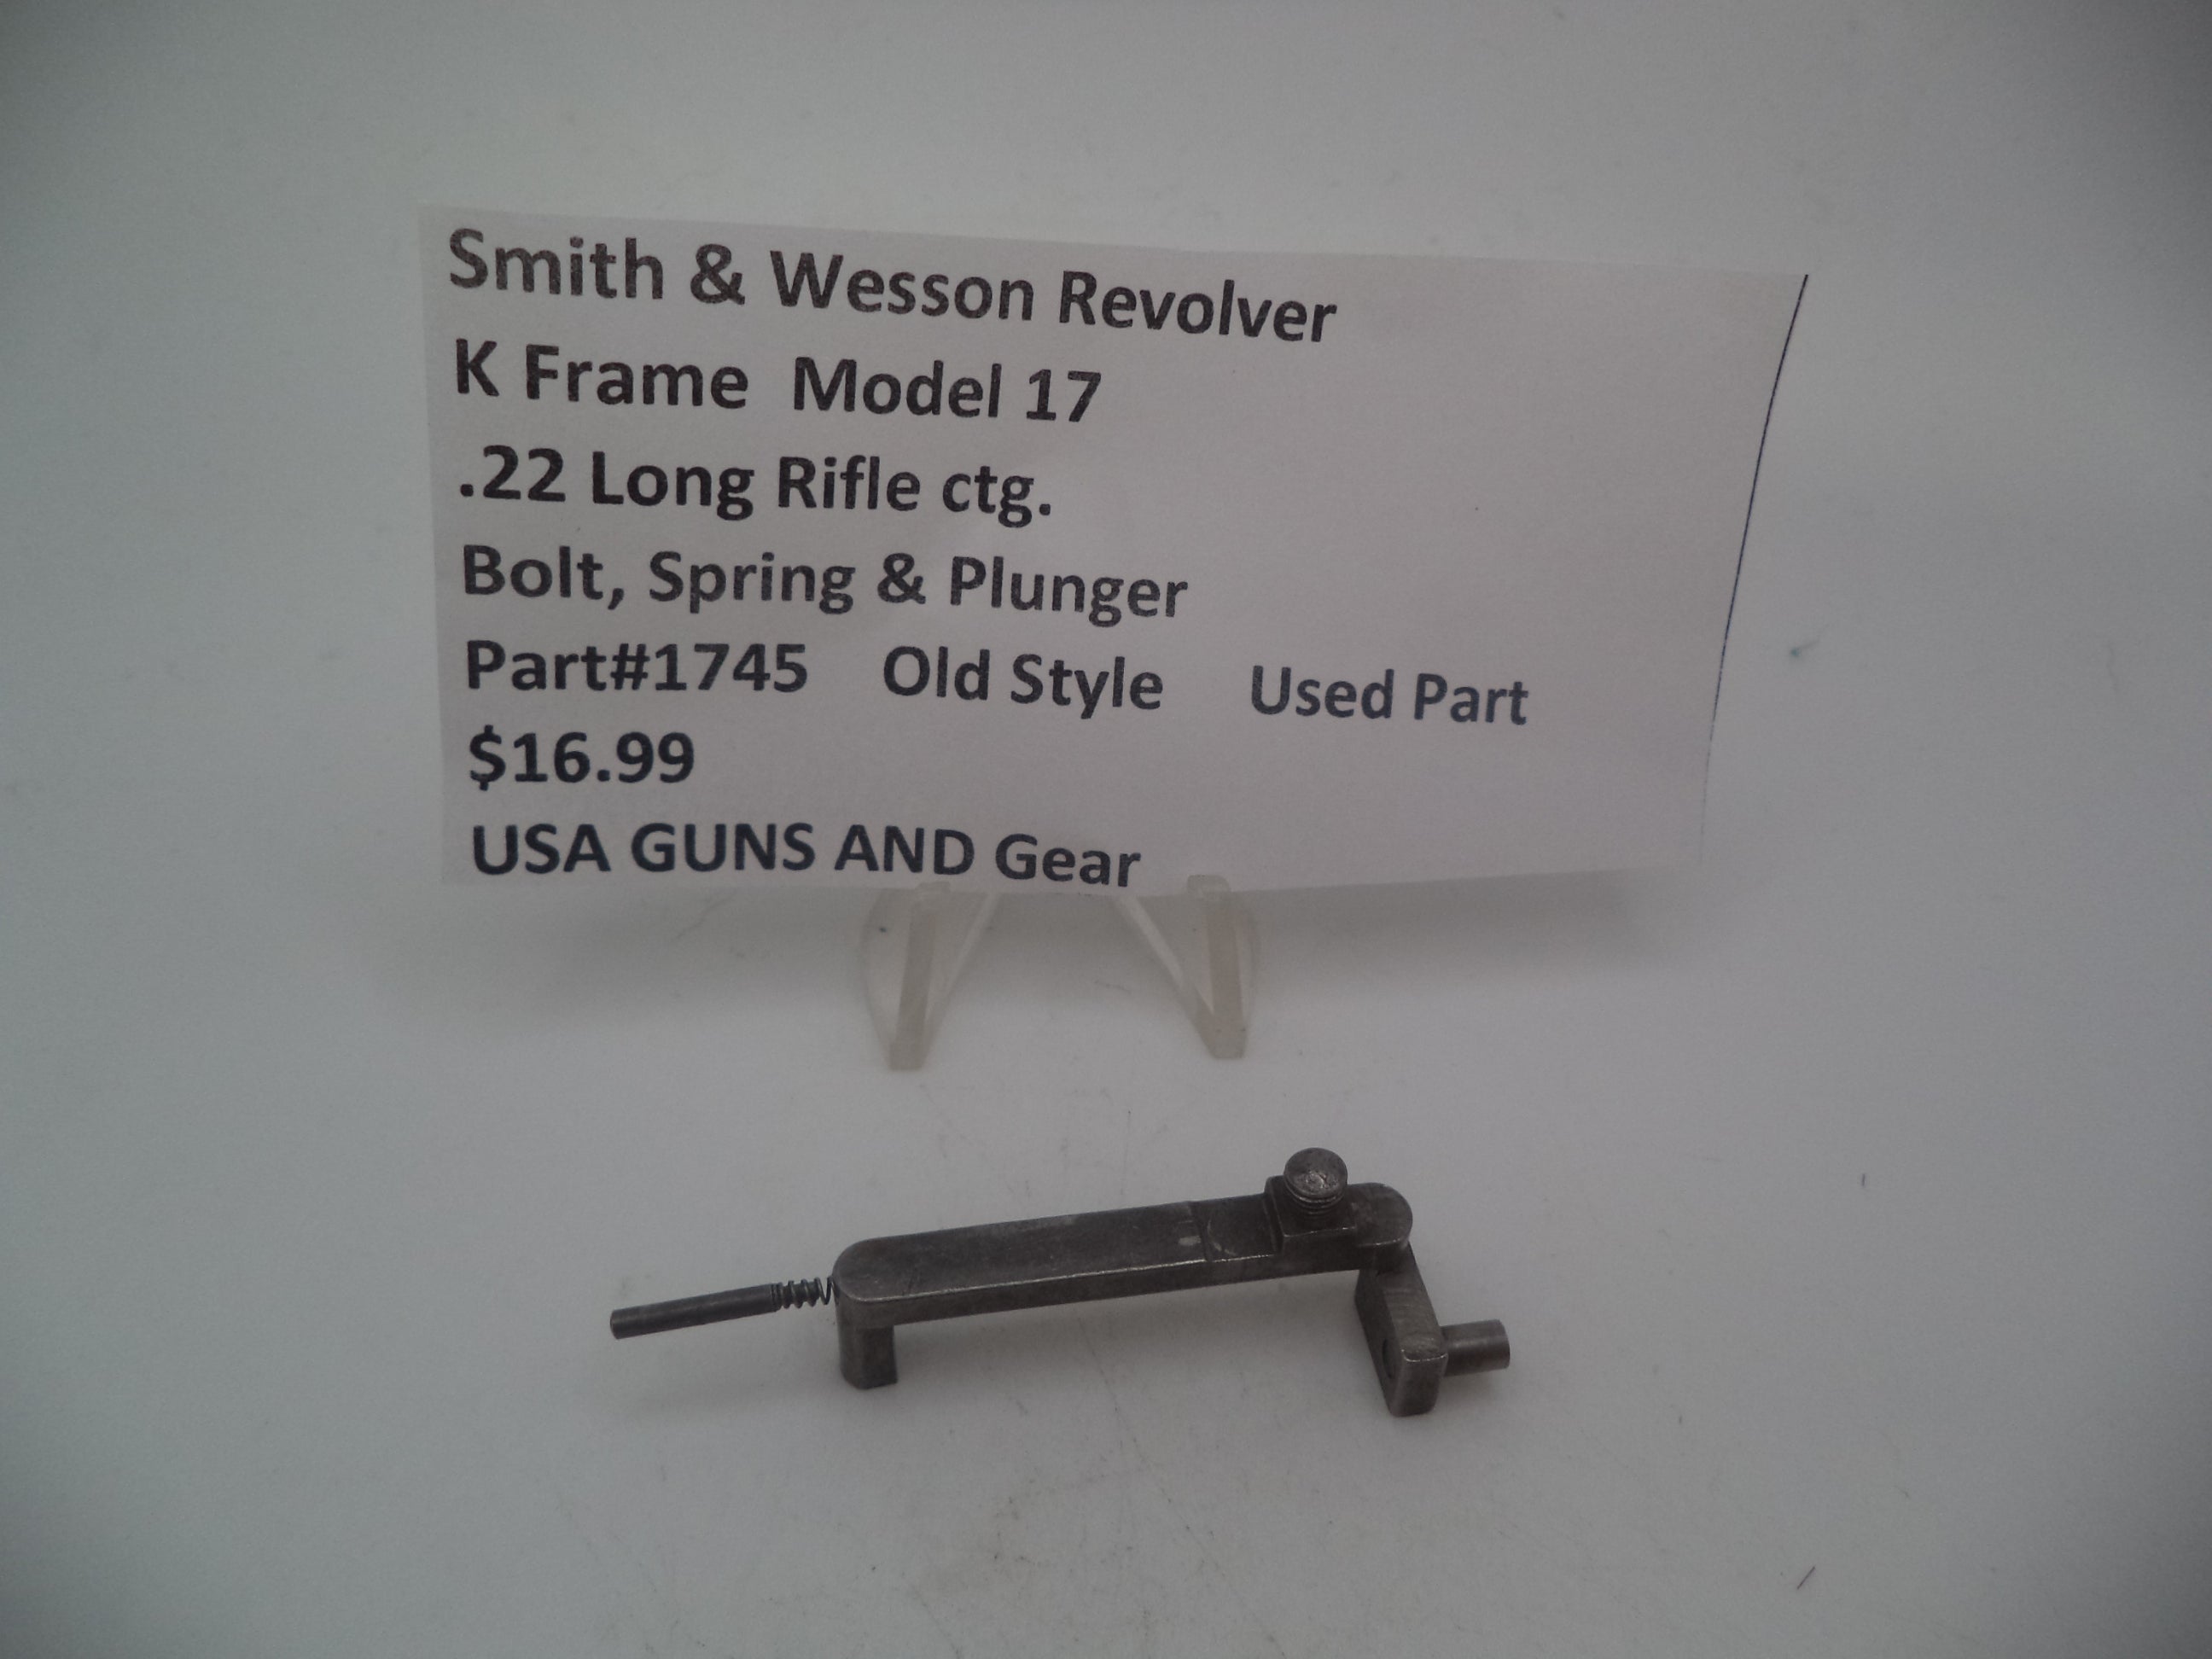 Smith & Wesson Revolver
K Frame Model 17
.22 Long Rifle ctg.
Bolt, Spring & Plunger
Part#1745 Old Style Used Part
$16.99
USA GUNS AND Gear